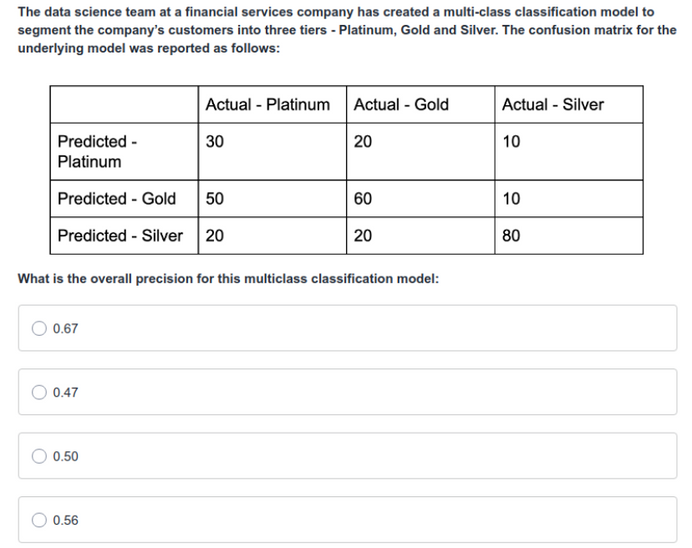 The data science team at a financial services company has created a multi-class classification model to
segment the company's customers into three tiers - Platinum, Gold and Silver. The confusion matrix for the
underlying model was reported as follows:
Actual - Platinum Actual - Gold Actual - Silver
Predicted - Platinum 30 20 10
Predicted - Gold 50 60 10
Predicted - Silver 20 20 80
What is the overall precision for this multiclass classification model:
0.67
0.47
0.50
0.56